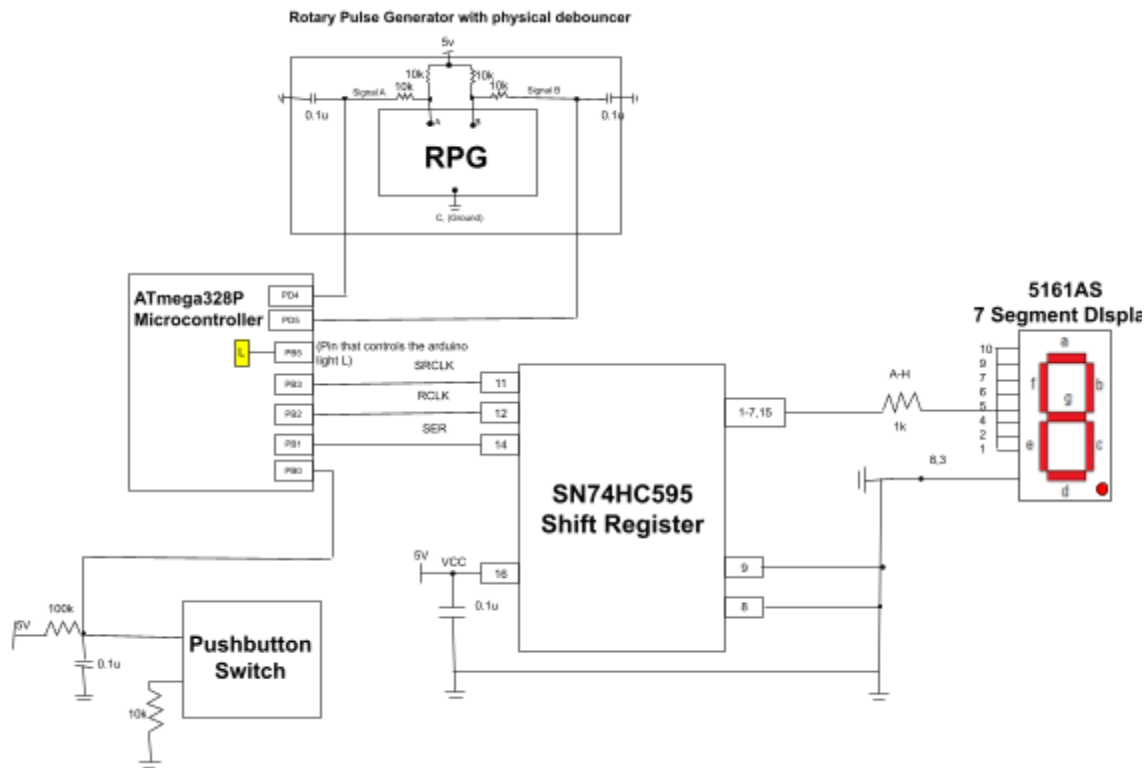 Rotary Pulse Generator with physical debouncer
5v
10k
10k
10k
10k
Signal A
Signal B
0.1u
0.1u
A
B
RPG
C, (Ground)
ATmega328P
Microcontroller
PD4
PD5
L
PB5
(Pin that controls the arduino
light L)
PB3
SRCLK
11
PB2
RCLK
12
PB1
SER
14
PB0
SN74HC595
Shift Register
1-7,15
A-H
1k
5161AS
7 Segment DIspla
10
9
7
6
5
4
2
1
a
f
b
g
e
c
d
8,3
5V
VCC
16
0.1u
9
8
100k
0.1u
Pushbutton
Switch
10k